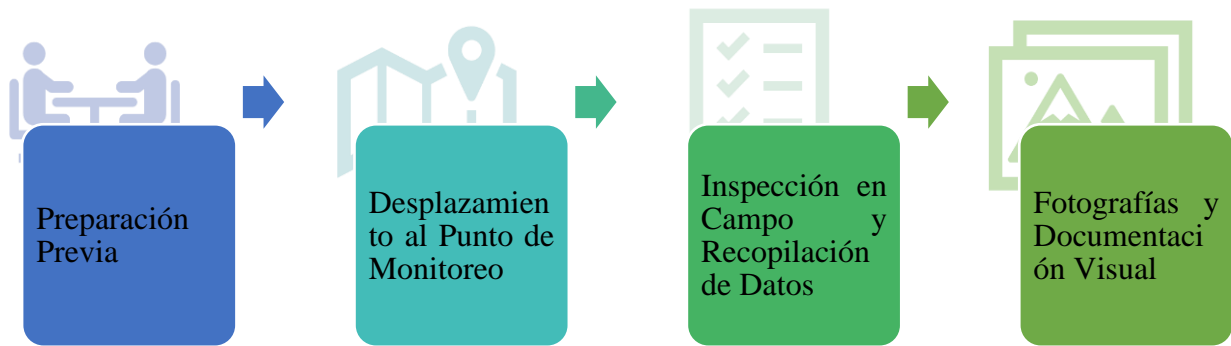 Preparación
Previa
Desplazamien
to al Punto de
Monitoreo
Inspección en
Campo y
Recopilación
de Datos
Fotografías y
Documentaci
ón Visual